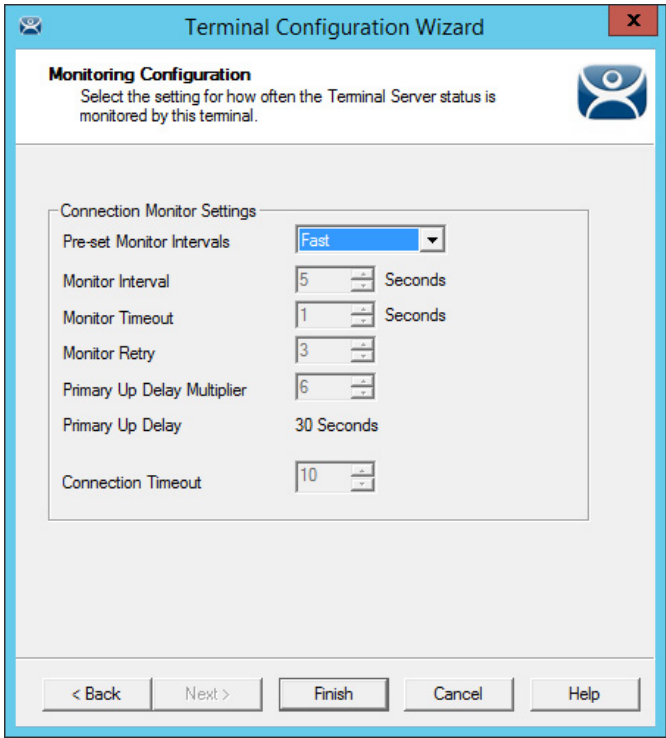 Terminal Configuration Wizard
x
Monitoring Configuration
Select the setting for how often the Terminal Server status is
monitored by this terminal.
Connection Monitor Settings
Pre-set Monitor Intervals Fast
Monitor Interval 5 Seconds
Monitor Timeout 1 Seconds
Monitor Retry 3
Primary Up Delay Multiplier 6
Primary Up Delay 30 Seconds
Connection Timeout 10
< Back Next > Finish Cancel Help